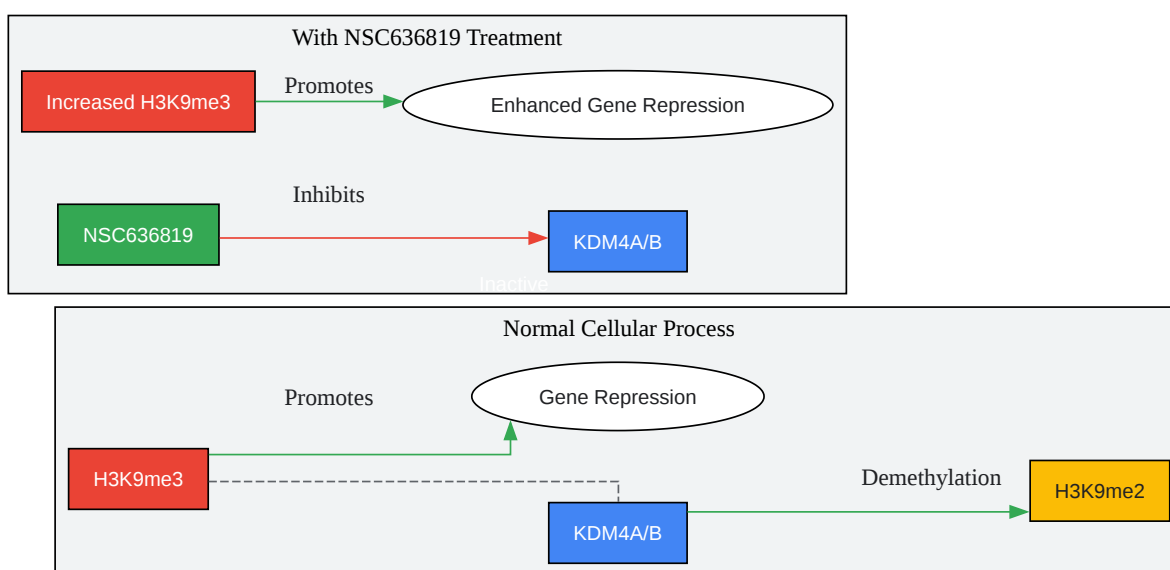 With NSC636819 Treatment
Increased H3K9me3
Promotes
Enhanced Gene Repression
NSC636819
Inhibits
KDM4A/B
Inactive
Normal Cellular Process
Promotes
Gene Repression
H3K9me3
KDM4A/B
Demethylation
H3K9me2